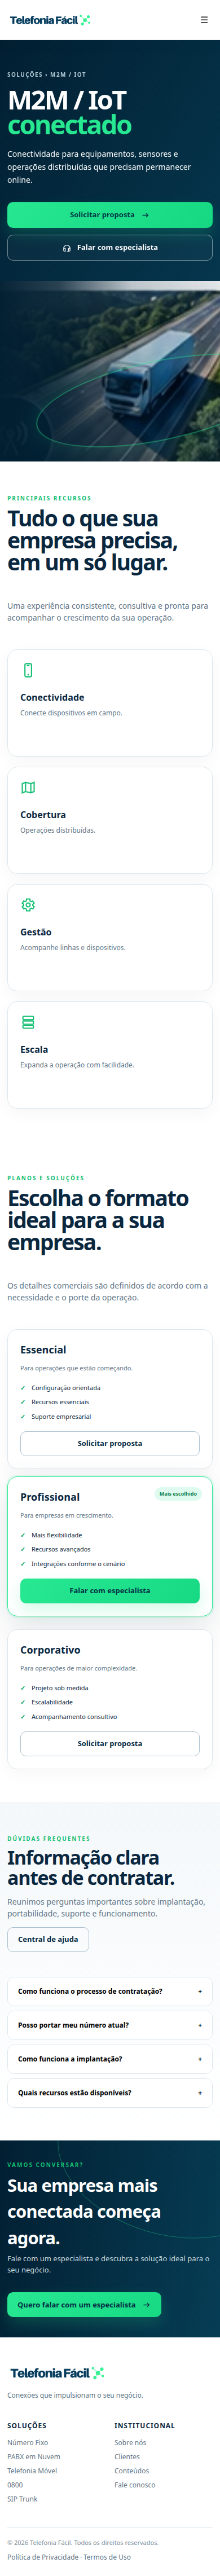 Telefonia Fácil
☰
SOLUÇÕES › M2M / IOT
M2M / IoT
conectado
Conectividade para equipamentos, sensores e
operações distribuídas que precisam permanecer
online.
Solicitar proposta →
Falar com especialista
PRINCIPAIS RECURSOS
Tudo o que sua
empresa precisa,
em um só lugar.
Uma experiência consistente, consultiva e pronta para
acompanhar o crescimento da sua operação.
Conectividade
Conecte dispositivos em campo.
Cobertura
Operações distribuídas.
Gestão
Acompanhe linhas e dispositivos.
Escala
Expanda a operação com facilidade.
PLANOS E SOLUÇÕES
Escolha o formato
ideal para a sua
empresa.
Os detalhes comerciais são definidos de acordo com a
necessidade e o porte da operação.
Essencial
Para operações que estão começando.
✓ Configuração orientada
✓ Recursos essenciais
✓ Suporte empresarial
Solicitar proposta
Mais escolhido
Profissional
Para empresas em crescimento.
✓ Mais flexibilidade
✓ Recursos avançados
✓ Integrações conforme o cenário
Falar com especialista
Corporativo
Para operações de maior complexidade.
✓ Projeto sob medida
✓ Escalabilidade
✓ Acompanhamento consultivo
Solicitar proposta
DÚVIDAS FREQUENTES
Informação clara
antes de contratar.
Reunimos perguntas importantes sobre implantação,
portabilidade, suporte e funcionamento.
Central de ajuda
Como funciona o processo de contratação? +
Posso portar meu número atual? +
Como funciona a implantação? +
Quais recursos estão disponíveis? +
VAMOS CONVERSAR?
Sua empresa mais
conectada começa
agora.
Fale com um especialista e descubra a solução ideal para o
seu negócio.
Quero falar com um especialista →
Telefonia Fácil
Conexões que impulsionam o seu negócio.
SOLUÇÕES
Número Fixo
PABX em Nuvem
Telefonia Móvel
0800
SIP Trunk
INSTITUCIONAL
Sobre nós
Clientes
Conteúdos
Fale conosco
© 2026 Telefonia Fácil. Todos os direitos reservados.
Política de Privacidade · Termos de Uso